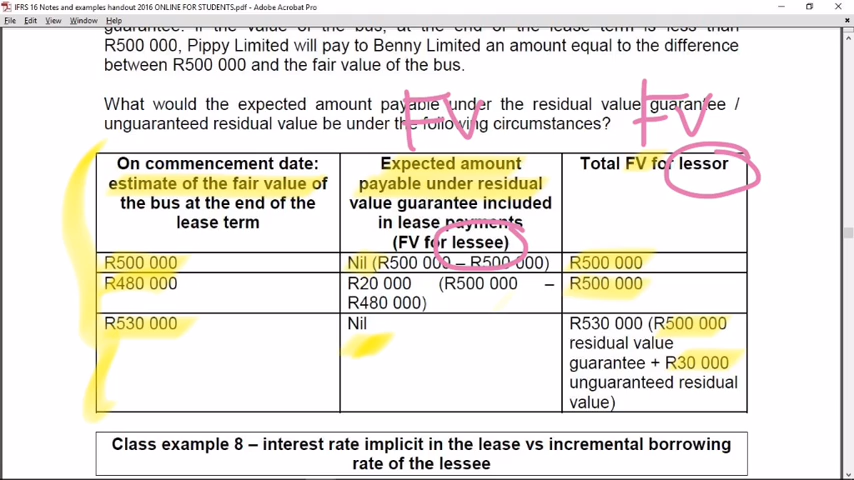 IFRS 16 Notes and examples handout 2016 ONLINE FOR STUDENTS.pdf - Adobe Acrobat Pro
File Edit View Window Help
R500 000, Pippy Limited will pay to Benny Limited an amount equal to the difference
between R500 000 and the fair value of the bus.
What would the expected amount payable under the residual value guarantee /
unguaranteed residual value be under the following circumstances?
FV
FV
On commencement date:
estimate of the fair value of
the bus at the end of the
lease term
Expected amount
payable under residual
value guarantee included
in lease payments
(FV for lessee)
Total FV for lessor
R500 000
Nil (R500 000 – R500 000)
R500 000
R480 000
R20 000 (R500 000 –
R480 000)
R500 000
R530 000
Nil
R530 000 (R500 000
residual value
guarantee + R30 000
unguaranteed residual
value)
Class example 8 – interest rate implicit in the lease vs incremental borrowing
rate of the lessee